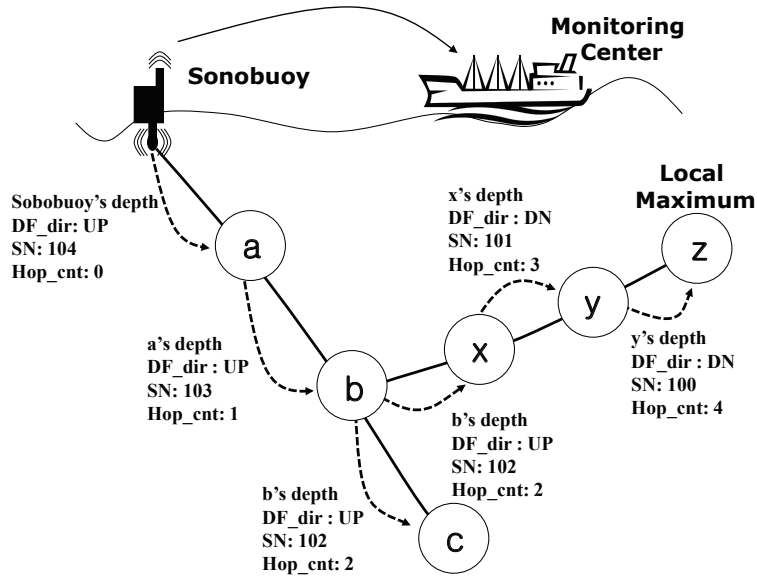 Monitoring
Center
Sonobuoy
Sobobuoy's depth
DF_dir: UP
SN: 104
Hop_cnt: 0
a
x's depth
DF_dir : DN
SN: 101
Hop_cnt: 3
Local
Maximum
z
y
x
a's depth
DF_dir : UP
SN: 103
Hop_cnt: 1
b
y's depth
DF_dir : DN
SN: 100
Hop_cnt: 4
b's depth
DF_dir : UP
SN: 102
Hop_cnt: 2
b's depth
DF_dir : UP
SN: 102
Hop_cnt: 2
c